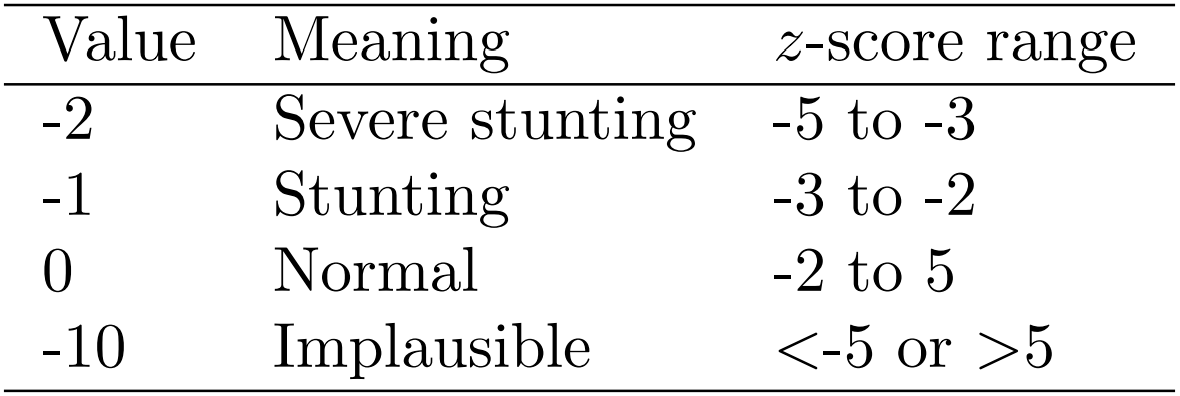 Value Meaning z-score range
-2 Severe stunting -5 to -3
-1 Stunting -3 to -2
0 Normal -2 to 5
-10 Implausible <-5 or >5